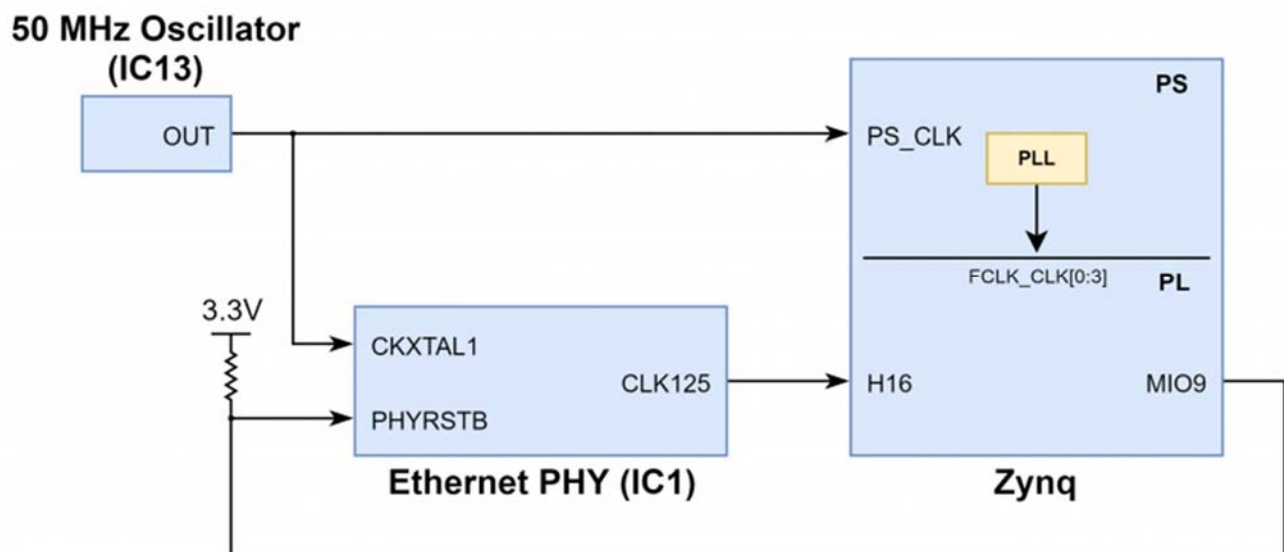 50 MHz Oscillator
(IC13)
OUT
PS
PS_CLK
PLL
FCLK_CLK[0:3]
PL
3.3V
CKXTAL1
CLK125
H16
MIO9
PHYRSTB
Ethernet PHY (IC1)
Zynq